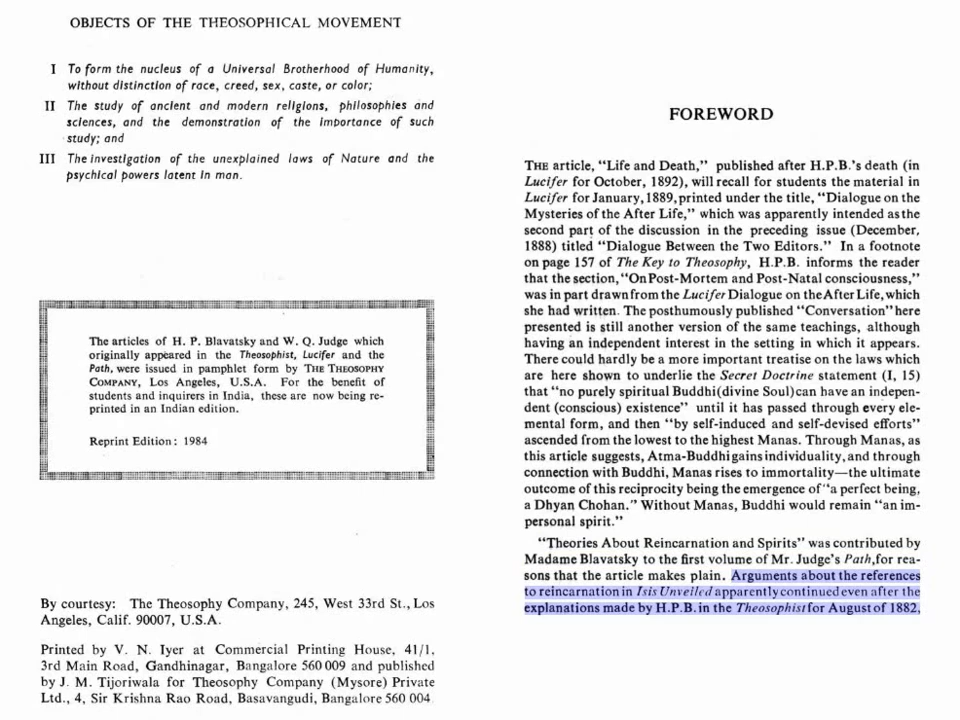 OBJECTS OF THE THEOSOPHICAL MOVEMENT
I To form the nucleus of a Universal Brotherhood of Humanity,
without distinction of race, creed, sex, caste, or color;
II The study of ancient and modern religions, philosophies and
sciences, and the demonstration of the importance of such
study; and
III The investigation of the unexplained laws of Nature and the
psychical powers latent in man.
The articles of H. P. Blavatsky and W. Q. Judge which
originally appeared in the Theosophist, Lucifer and the
Path, were issued in pamphlet form by THE THEOSOPHY
COMPANY, Los Angeles, U.S.A. For the benefit of
students and inquirers in India, these are now being re-
printed in an Indian edition.
Reprint Edition: 1984
By courtesy: The Theosophy Company, 245, West 33rd St., Los
Angeles, Calif. 90007, U.S.A.
Printed by V. N. Iyer at Commercial Printing House, 41/1,
3rd Main Road, Gandhinagar, Bangalore 560 009 and published
by J. M. Tijoriwala for Theosophy Company (Mysore) Private
Ltd., 4, Sir Krishna Rao Road, Basavangudi, Bangalore 560 004
FOREWORD
THE article, “Life and Death,” published after H.P.B.’s death (in
Lucifer for October, 1892), will recall for students the material in
Lucifer for January, 1889, printed under the title, “Dialogue on the
Mysteries of the After Life,” which was apparently intended as the
second part of the discussion in the preceding issue (December,
1888) titled “Dialogue Between the Two Editors.” In a footnote
on page 157 of The Key to Theosophy, H.P.B. informs the reader
that the section, “On Post-Mortem and Post-Natal consciousness,”
was in part drawn from the Lucifer Dialogue on the After Life, which
she had written. The posthumously published “Conversation” here
presented is still another version of the same teachings, although
having an independent interest in the setting in which it appears.
There could hardly be a more important treatise on the laws which
are here shown to underlie the Secret Doctrine statement (I, 15)
that “no purely spiritual Buddhi (divine Soul) can have an indepen-
dent (conscious) existence” until it has passed through every ele-
mental form, and then “by self-induced and self-devised efforts”
ascended from the lowest to the highest Manas. Through Manas, as
this article suggests, Atma-Buddhi gains individuality, and through
connection with Buddhi, Manas rises to immortality—the ultimate
outcome of this reciprocity being the emergence of “a perfect being,
a Dhyan Chohan.” Without Manas, Buddhi would remain “an im-
personal spirit.”
“Theories About Reincarnation and Spirits” was contributed by
Madame Blavatsky to the first volume of Mr. Judge’s Path, for rea-
sons that the article makes plain. Arguments about the references
to reincarnation in Isis Unveiled apparently continued even after the
explanations made by H.P.B. in the Theosophist for August of 1882,